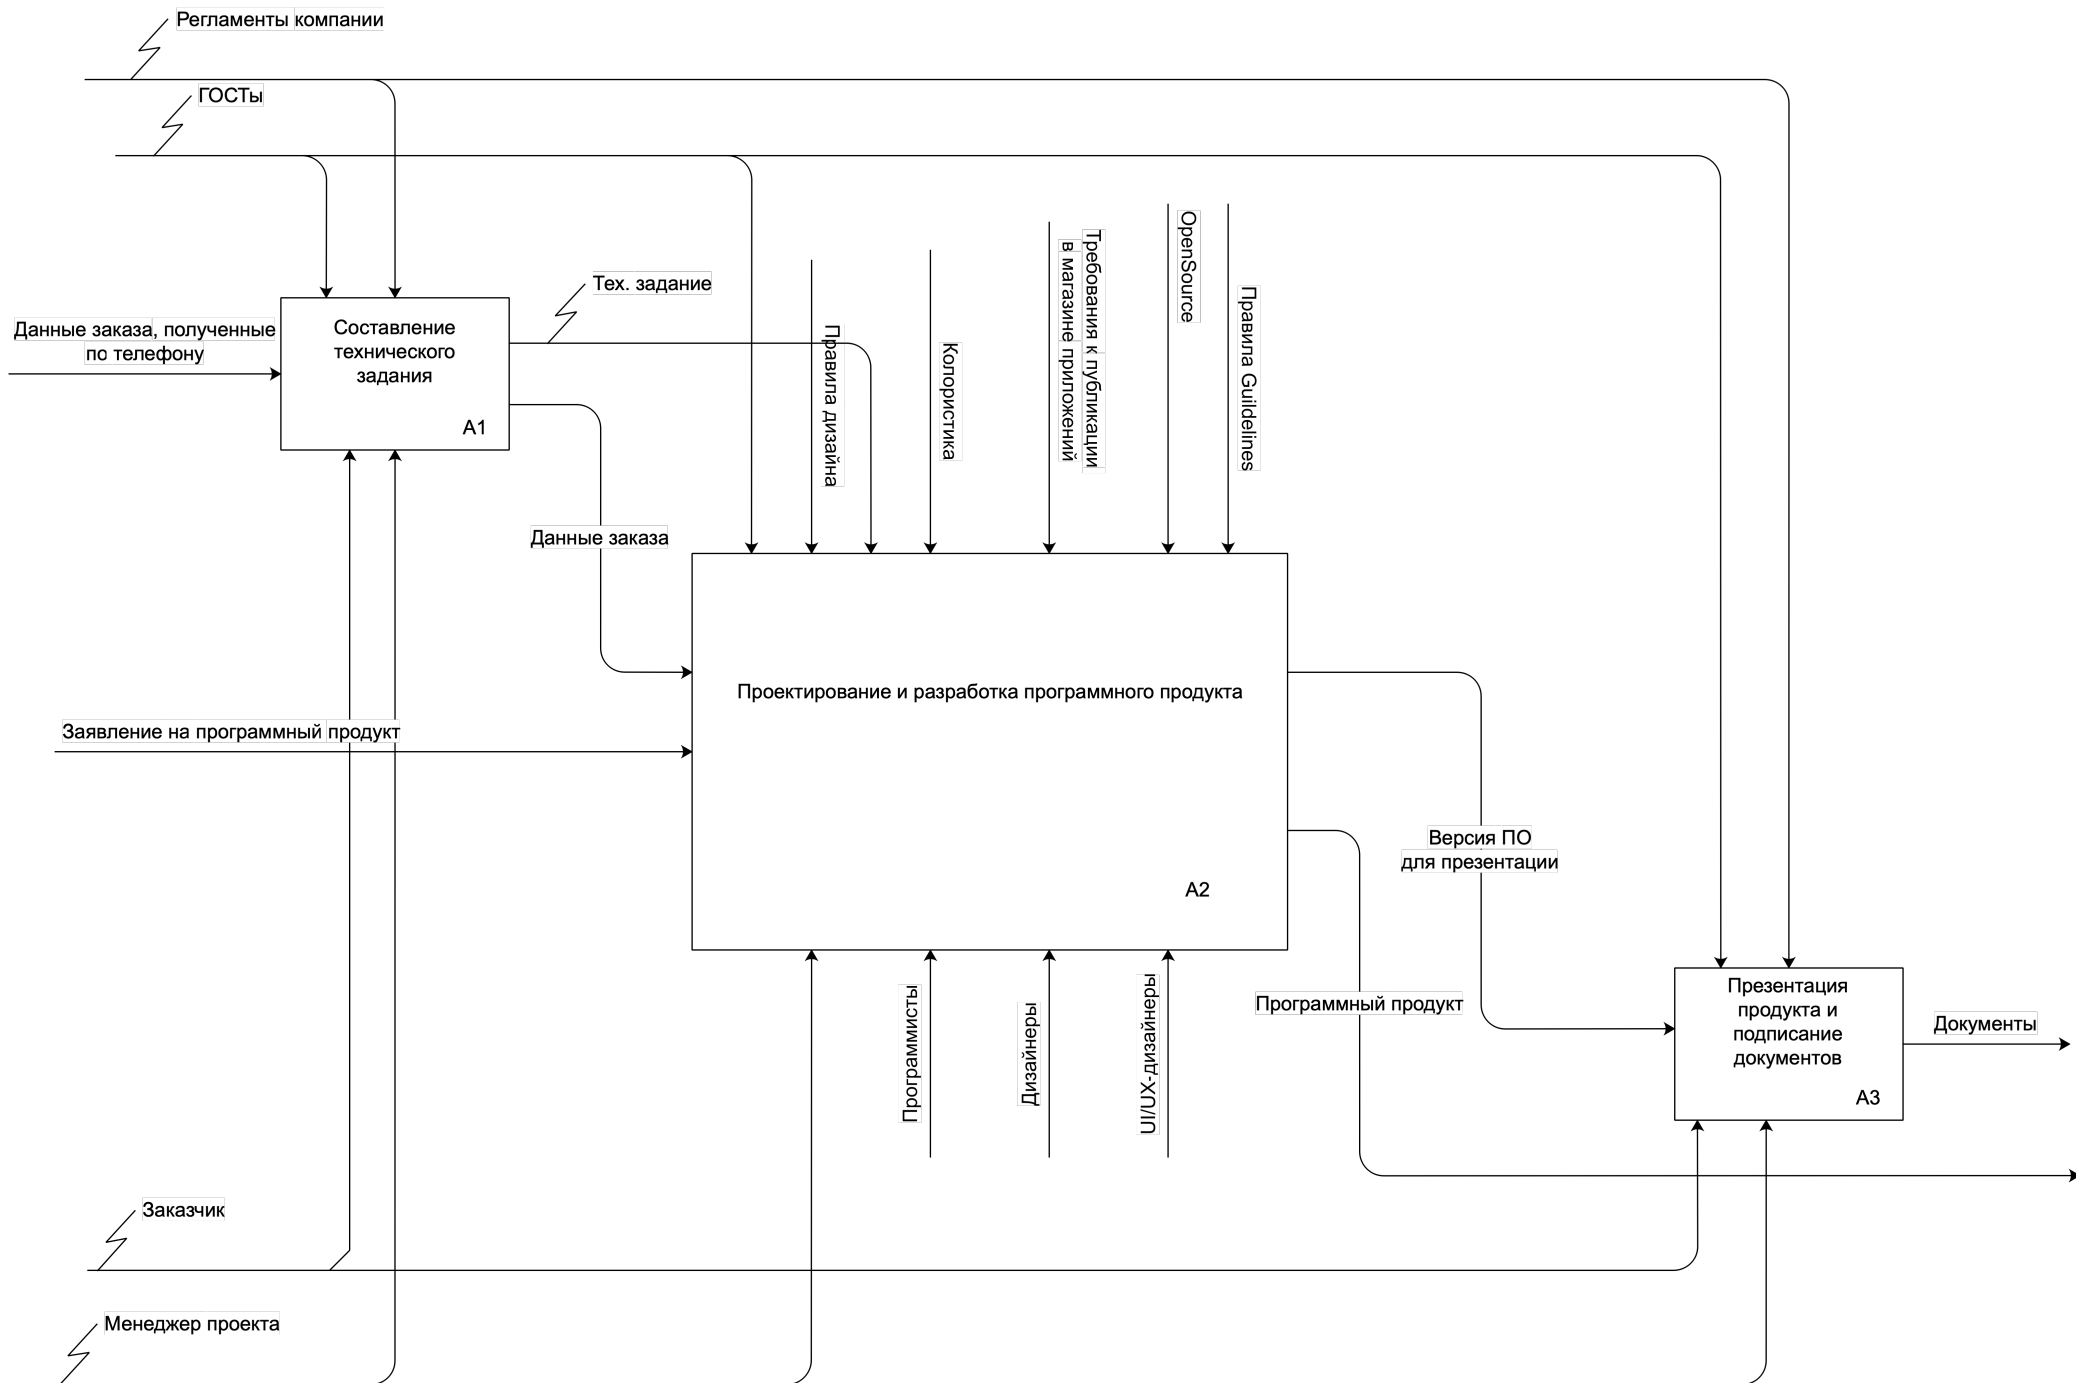 Регламенты компании
ГОСТы
Тех. задание
Данные заказа, полученные
по телефону
Составление
технического
задания
A1
Правила дизайна
Колористика
Требования к публикации
в магазине приложений
OpenSource
Правила Guildelines
Данные заказа
Заявление на программный продукт
Проектирование и разработка программного продукта
A2
Версия ПО
для презентации
Программисты
Дизайнеры
UI/UX-дизайнеры
Программный продукт
Презентация
продукта и
подписание
документов
A3
Документы
Заказчик
Менеджер проекта